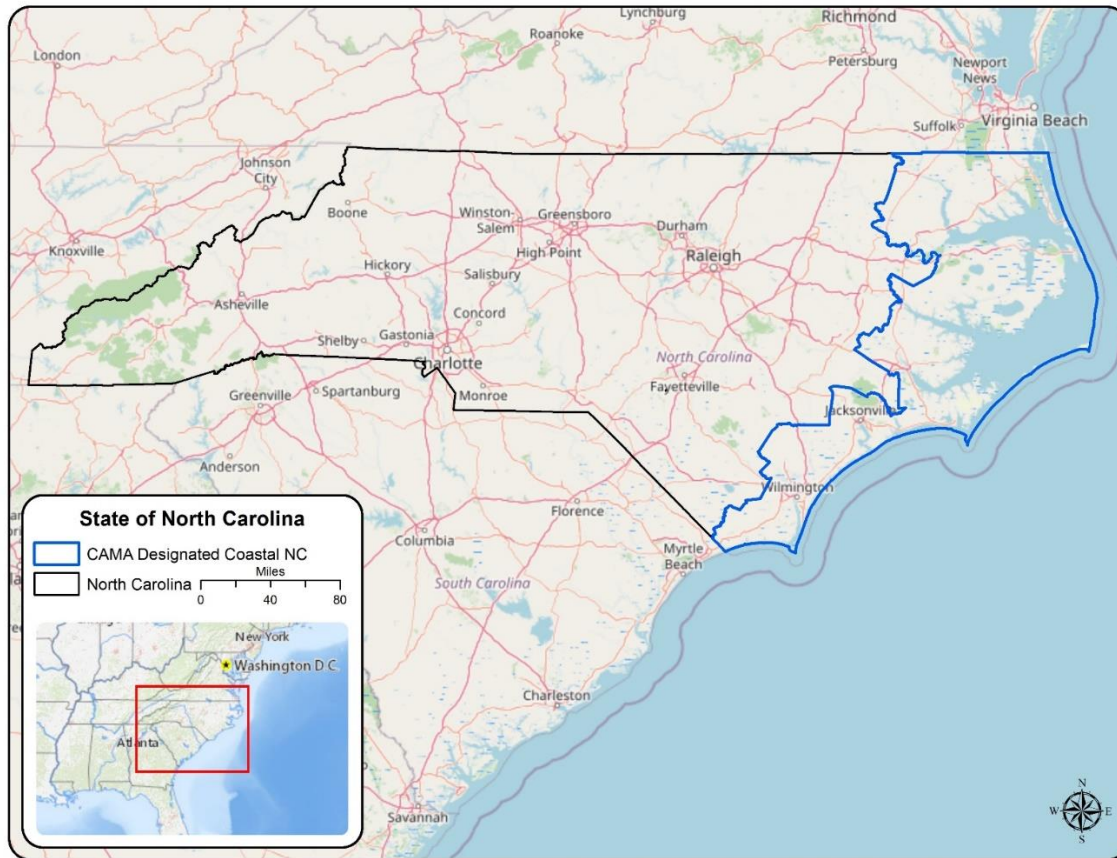 London
Lynchburg
Richmond
Roanoke
Petersburg
Newport
News
Virginia Beach
Suffolk
Johnson
City
Boone
Winston-
Salem
Greensboro
Durham
High Point
Raleigh
Knoxville
Hickory
Salisbury
Asheville
Concord
Shelby
Gastonia
Charlotte
North Carolina
Fayetteville
Greenville
Spartanburg
Monroe
Jacksonville
Anderson
Wilmington
Florence
Columbia
Myrtle
Beach
South Carolina
Charleston
Savannah
State of North Carolina
CAMA Designated Coastal NC
North Carolina
Miles
0 40 80
New York
Washington D.C.
Atlanta
N
W E
S